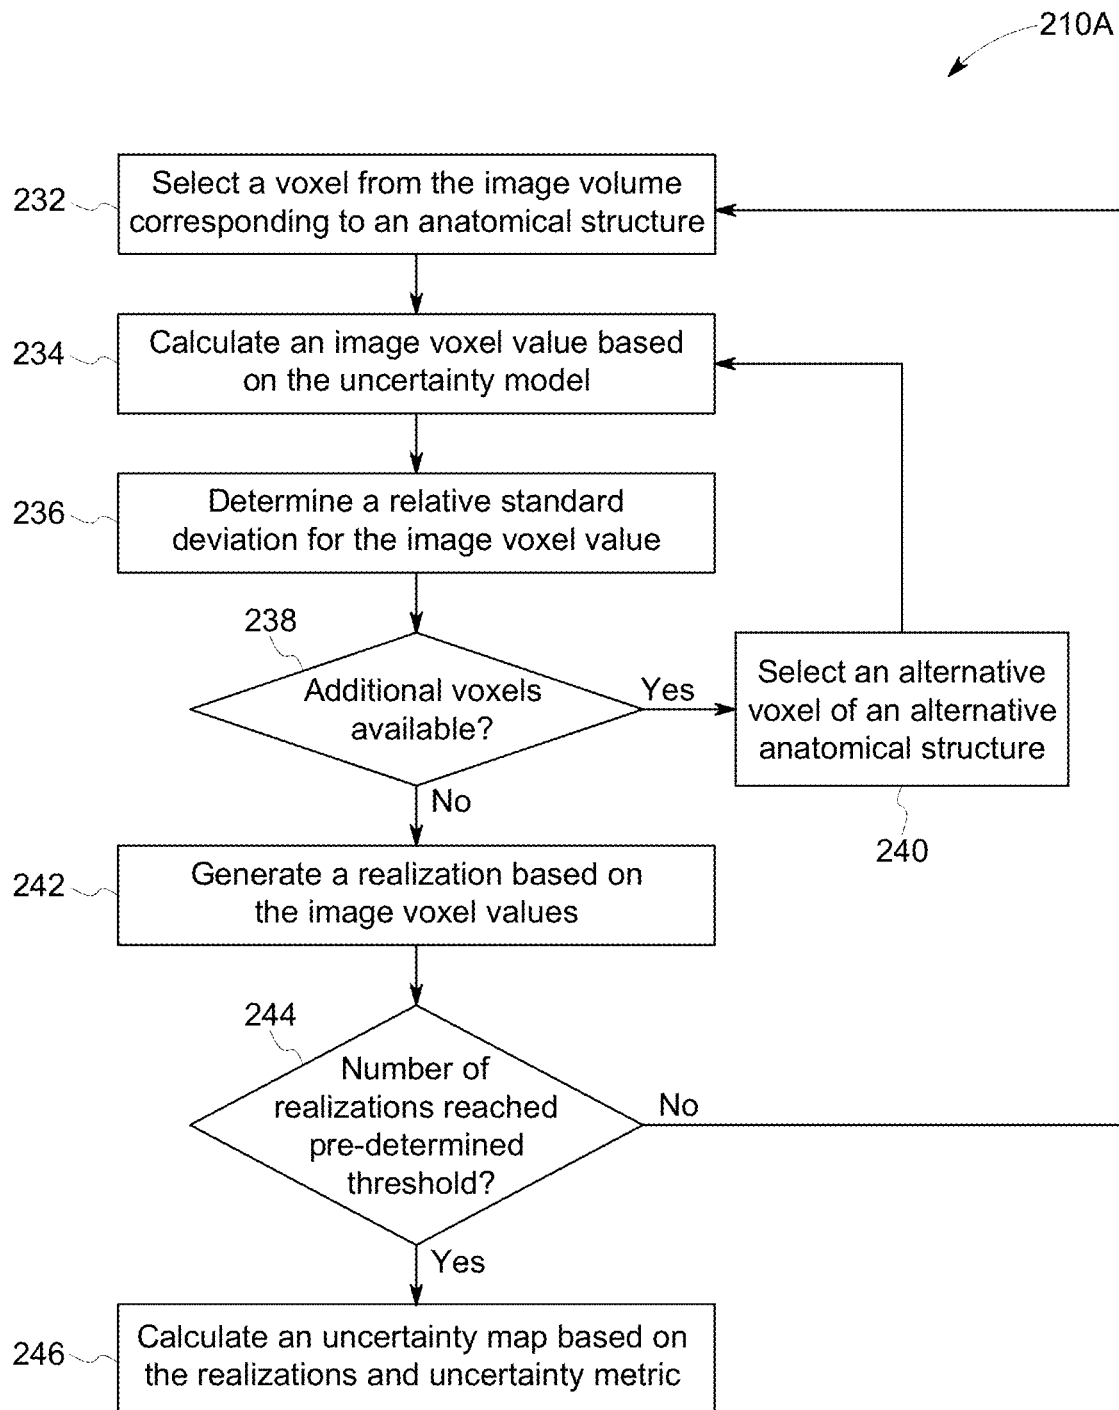 210A
232
Select a voxel from the image volume
corresponding to an anatomical structure
234
Calculate an image voxel value based
on the uncertainty model
236
Determine a relative standard
deviation for the image voxel value
238
Additional voxels
available?
Yes
Select an alternative
voxel of an alternative
anatomical structure
240
No
242
Generate a realization based on
the image voxel values
244
Number of
realizations reached
pre-determined
threshold?
No
Yes
246
Calculate an uncertainty map based on
the realizations and uncertainty metric